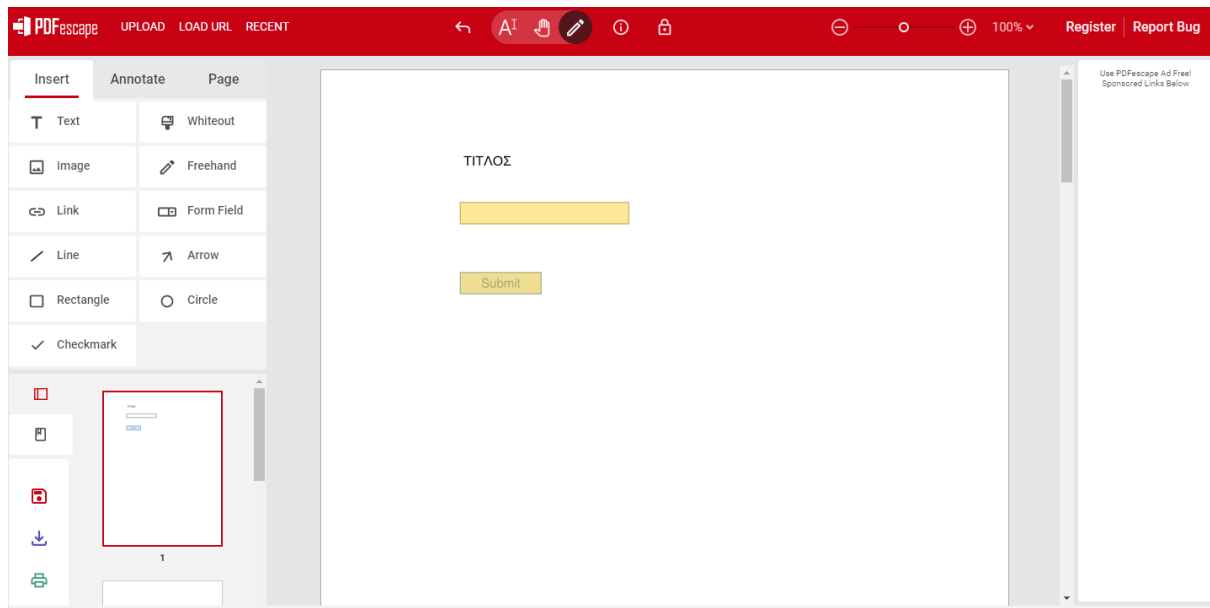 PDFescape UPLOAD LOAD URL RECENT 100% Register Report Bug
Insert Annotate Page
Text Whiteout
Image Freehand
Link Form Field
Line Arrow
Rectangle Circle
Checkmark
ΤΙΤΛΟΣ
Submit
1
Use PDFescape Ad Free!
Sponsored Links Below